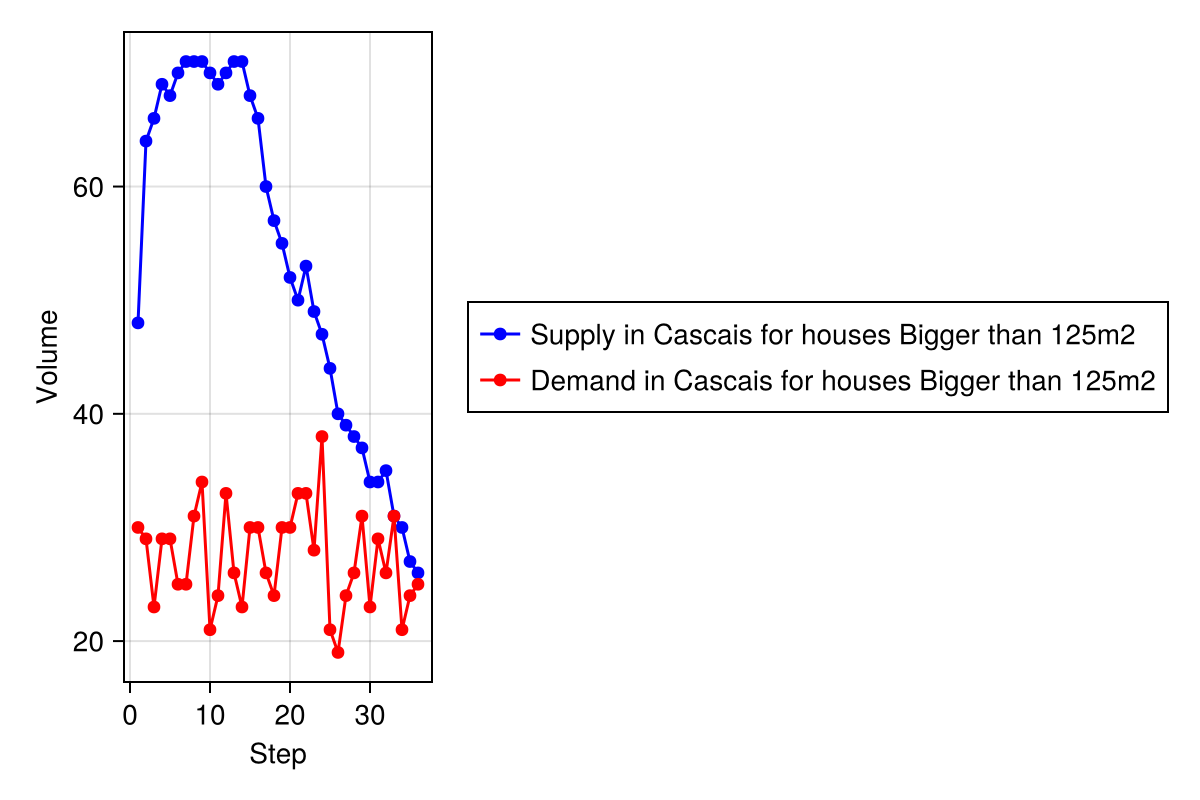 Volume
60
40
20
0 10 20 30
Step
Supply in Cascais for houses Bigger than 125m2
Demand in Cascais for houses Bigger than 125m2